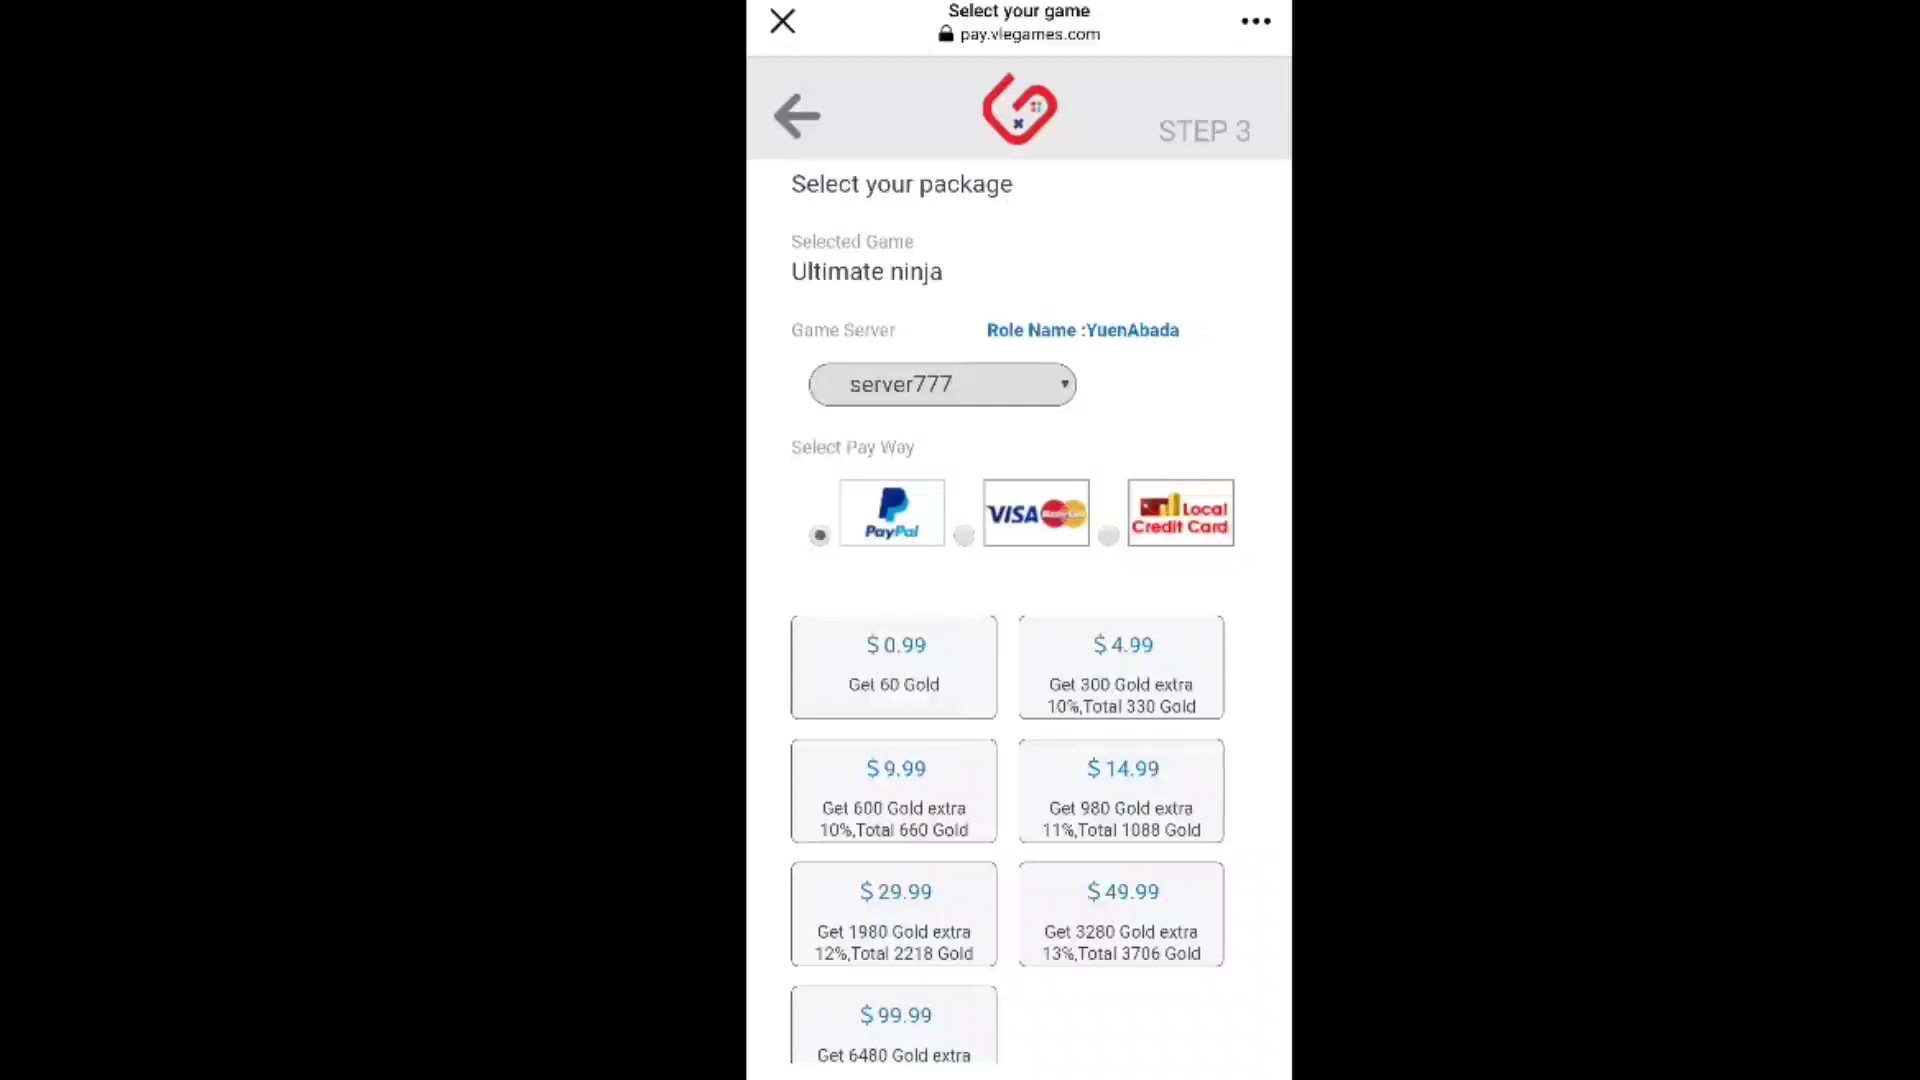 Select your game
pay.vlegames.com
STEP 3
Select your package
Selected Game
Ultimate ninja
Game Server
Role Name :YuenAbada
server777
Select Pay Way
PayPal
VISA
MasterCard
Local
Credit Card
$ 0.99
Get 60 Gold
$ 4.99
Get 300 Gold extra
10%,Total 330 Gold
$ 9.99
Get 600 Gold extra
10%,Total 660 Gold
$ 14.99
Get 980 Gold extra
11%,Total 1088 Gold
$ 29.99
Get 1980 Gold extra
12%,Total 2218 Gold
$ 49.99
Get 3280 Gold extra
13%,Total 3706 Gold
$ 99.99
Get 6480 Gold extra